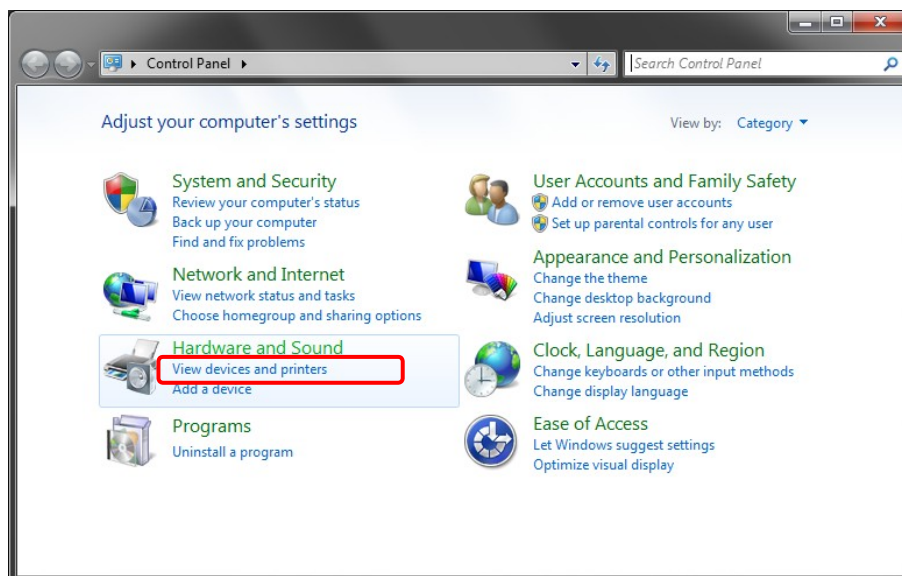 Control Panel
Search Control Panel
Adjust your computer's settings
View by: Category
System and Security
Review your computer's status
Back up your computer
Find and fix problems
Network and Internet
View network status and tasks
Choose homegroup and sharing options
Hardware and Sound
View devices and printers
Add a device
Programs
Uninstall a program
User Accounts and Family Safety
Add or remove user accounts
Set up parental controls for any user
Appearance and Personalization
Change the theme
Change desktop background
Adjust screen resolution
Clock, Language, and Region
Change keyboards or other input methods
Change display language
Ease of Access
Let Windows suggest settings
Optimize visual display